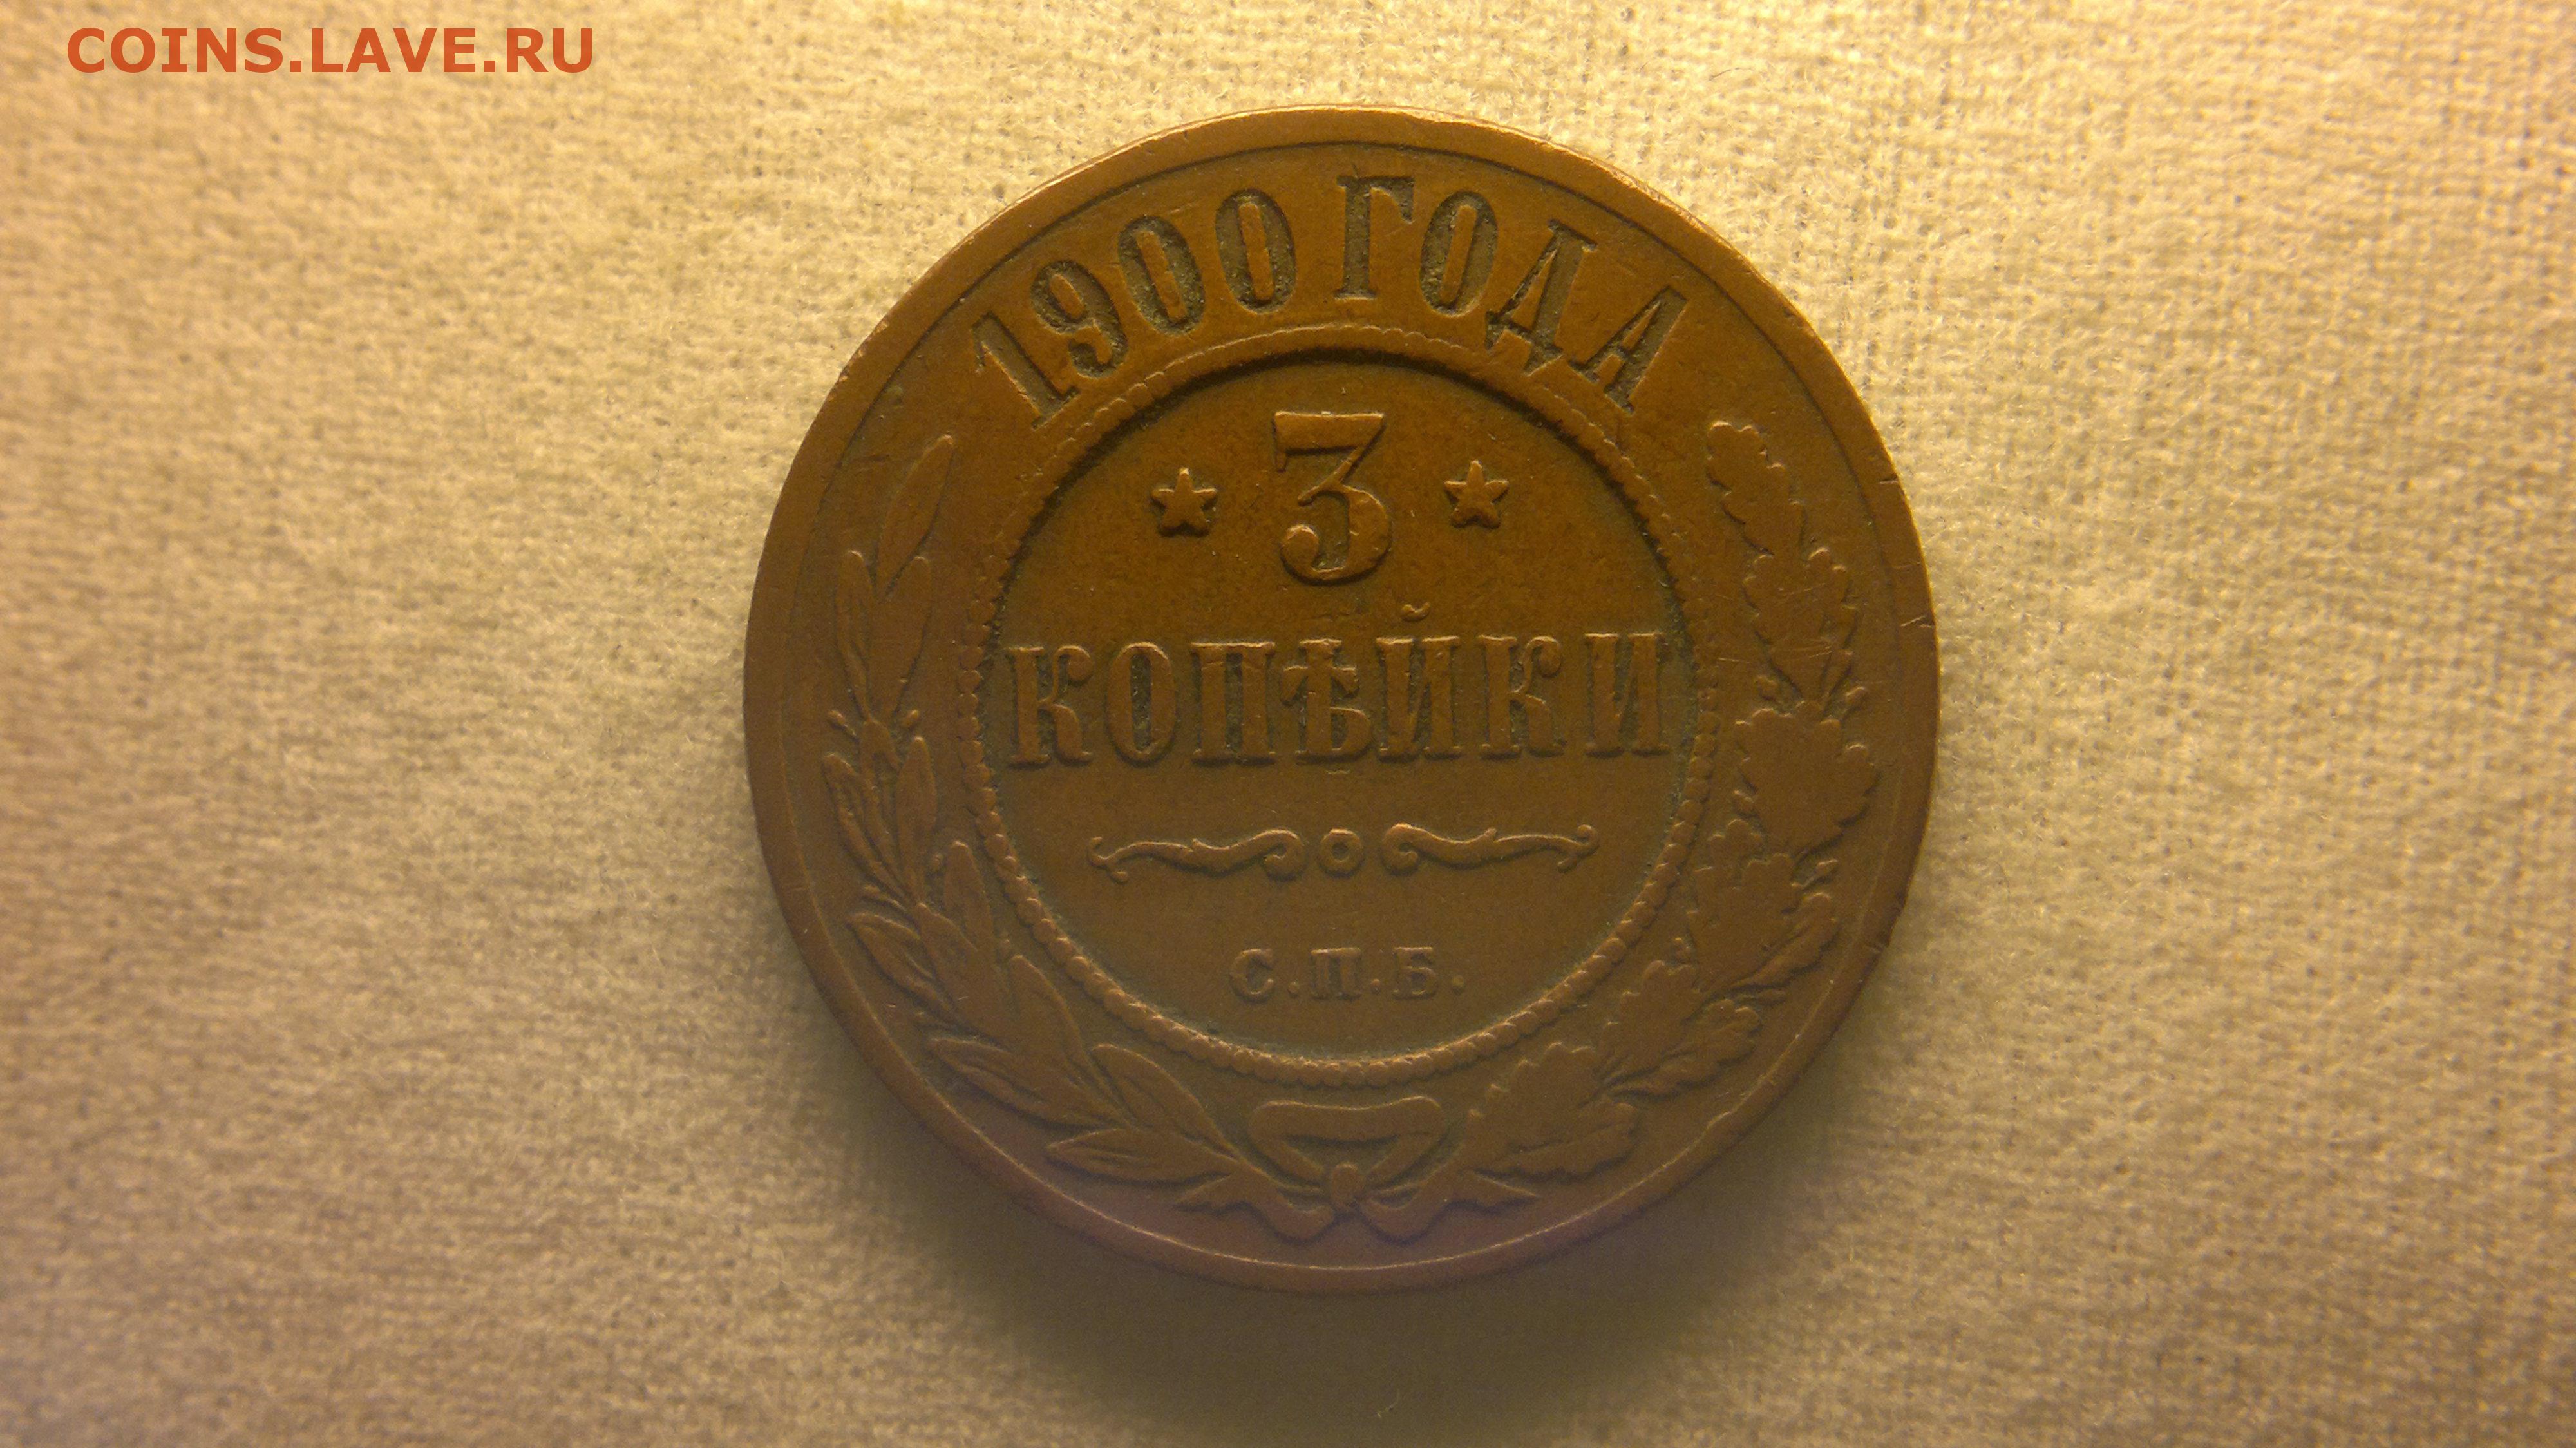 COINS.LAVE.RU
1900 ГОДА
3
КОПѢЙКИ
С.П.Б.